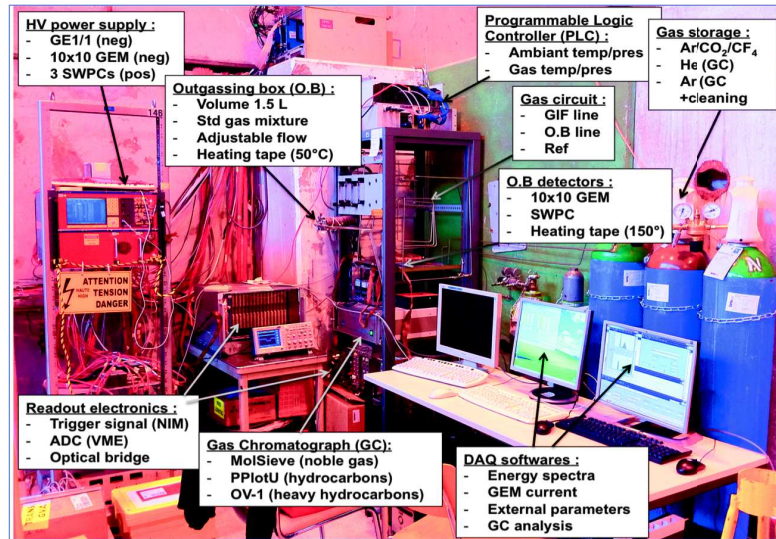 HV power supply :
- GE1/1 (neg)
- 10x10 GEM (neg)
- 3 SWPCs (pos)
Outgassing box (O.B) :
- Volume 1.5 L
- Std gas mixture
- Adjustable flow
- Heating tape (50°C)
Programmable Logic
Controller (PLC) :
- Ambiant temp/pres
- Gas temp/pres
Gas circuit :
- GIF line
- O.B line
- Ref
O.B detectors :
- 10x10 GEM
- SWPC
- Heating tape (150°)
Gas storage :
- Ar/CO₂/CF₄
- He (GC)
- Ar (GC
+cleaning
ATTENTION
HAUTE TENSION
DANGER
N
Readout electronics :
- Trigger signal (NIM)
- ADC (VME)
- Optical bridge
Gas Chromatograph (GC):
- MolSieve (noble gas)
- PPlotU (hydrocarbons)
- OV-1 (heavy hydrocarbons)
DAQ softwares :
- Energy spectra
- GEM current
- External parameters
- GC analysis